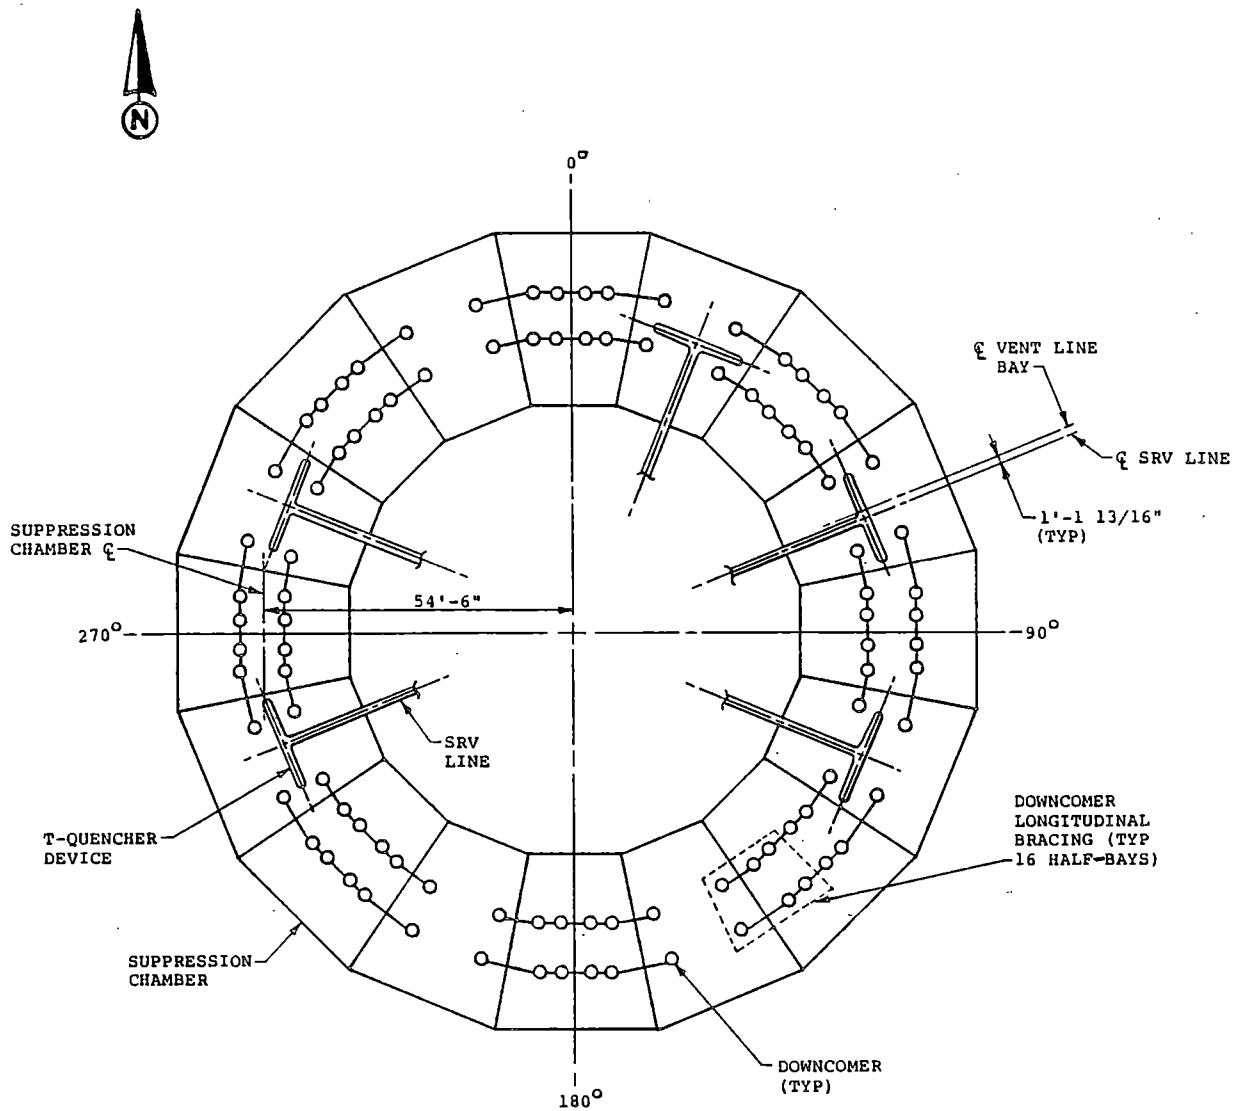 N
0°
℄ VENT LINE
BAY
℄ SRV LINE
1'-1 13/16"
(TYP)
SUPPRESSION
CHAMBER ℄
54'-6"
270°
90°
SRV
LINE
T-QUENCHER
DEVICE
DOWNCOMER
LONGITUDINAL
BRACING (TYP
16 HALF-BAYS)
SUPPRESSION
CHAMBER
DOWNCOMER
(TYP)
180°